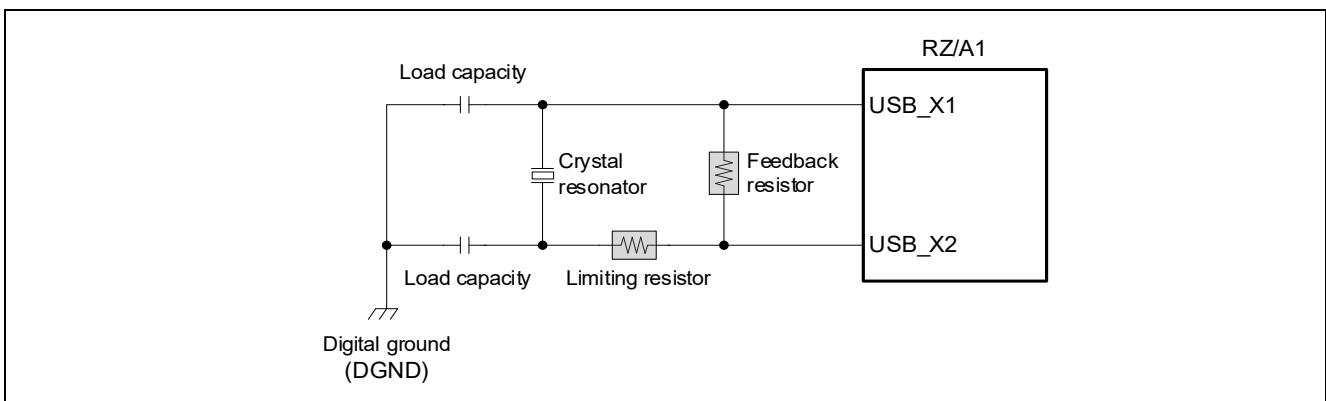 RZ/A1
Load capacity
USB_X1
Crystal
resonator
Feedback
resistor
USB_X2
Load capacity
Limiting resistor
Digital ground
(DGND)